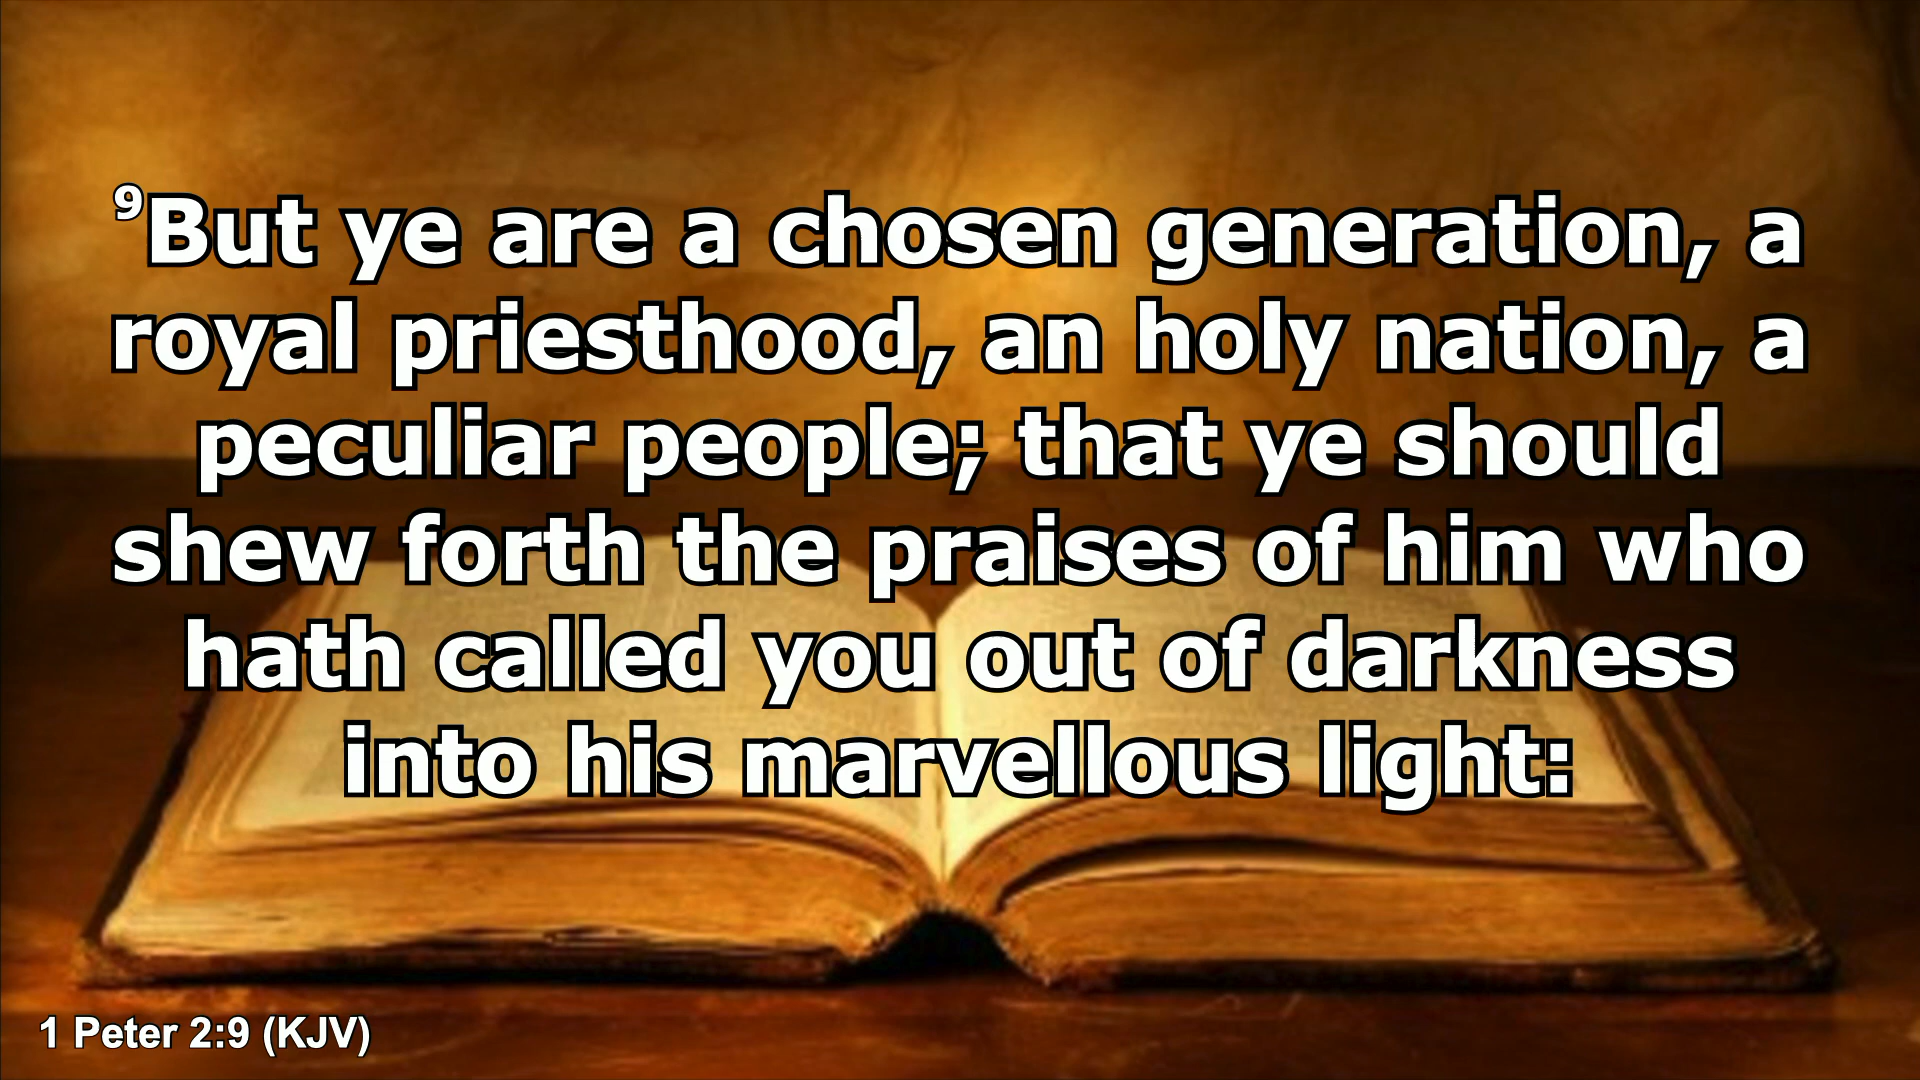 ⁹But ye are a chosen generation, a
royal priesthood, an holy nation, a
peculiar people; that ye should
shew forth the praises of him who
hath called you out of darkness
into his marvellous light:
1 Peter 2:9 (KJV)